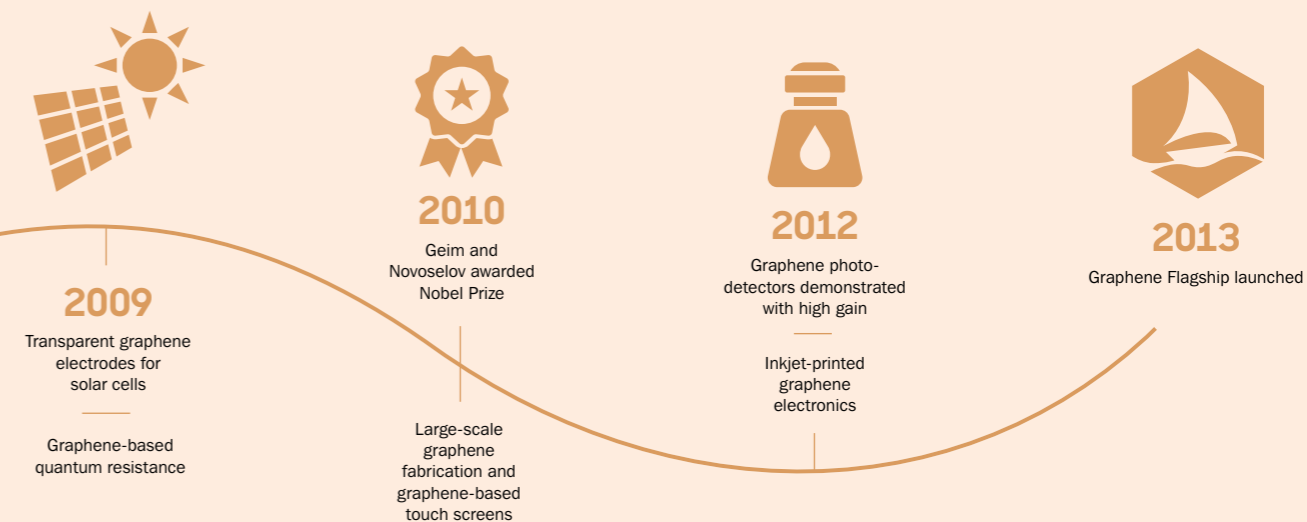 2009
Transparent graphene
electrodes for
solar cells
Graphene-based
quantum resistance
2010
Geim and
Novoselov awarded
Nobel Prize
Large-scale
graphene
fabrication and
graphene-based
touch screens
2012
Graphene photo-
detectors demonstrated
with high gain
Inkjet-printed
graphene
electronics
2013
Graphene Flagship launched